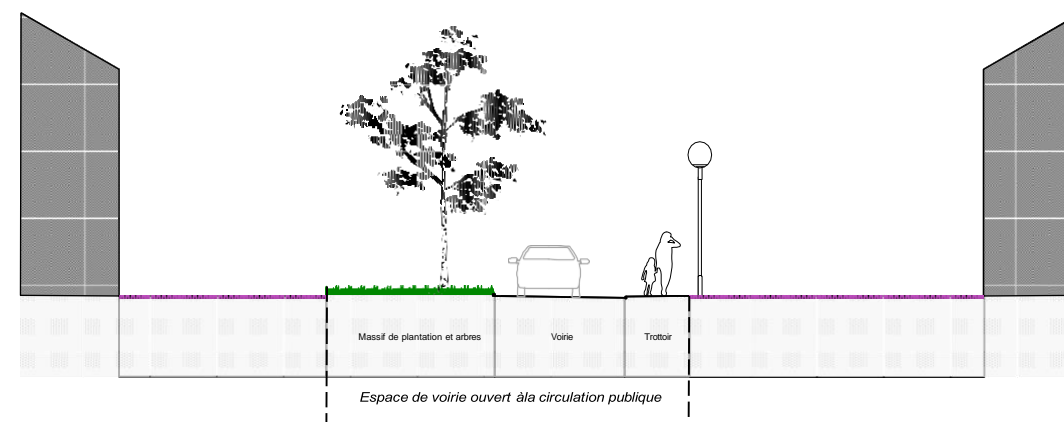 Massif de plantation et arbres
Voirie
Trottoir
Espace de voirie ouvert àla circulation publique